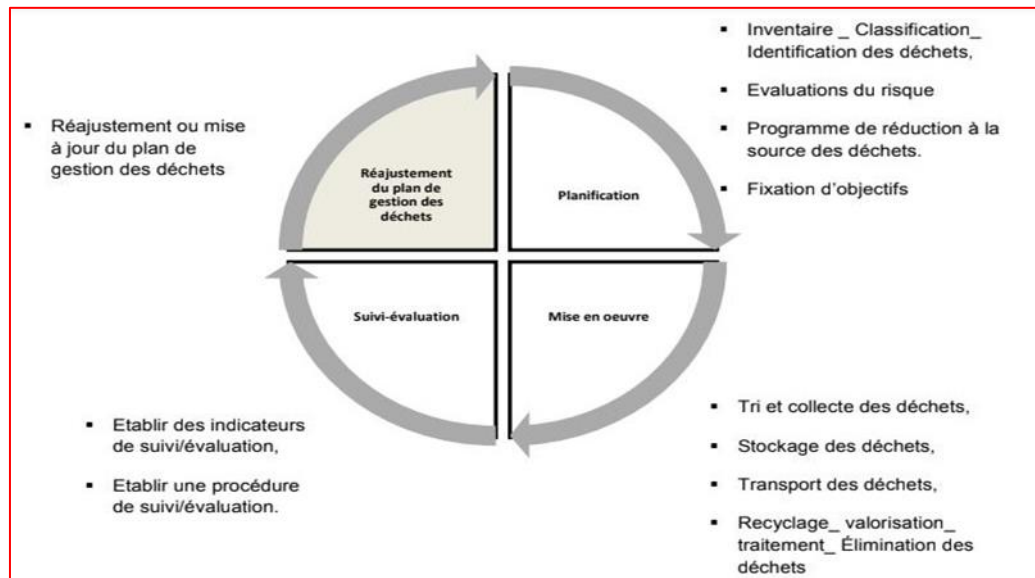 ▪ Inventaire _ Classification_
Identification des déchets,
▪ Evaluations du risque
▪ Programme de réduction à la
source des déchets.
▪ Fixation d'objectifs
▪ Réajustement ou mise
à jour du plan de
gestion des déchets
Réajustement
du plan de
gestion des
déchets
Planification
Suivi-évaluation
Mise en oeuvre
▪ Etablir des indicateurs
de suivi/évaluation,
▪ Etablir une procédure
de suivi/évaluation.
▪ Tri et collecte des déchets,
▪ Stockage des déchets,
▪ Transport des déchets,
▪ Recyclage_ valorisation_
traitement_ Élimination des
déchets